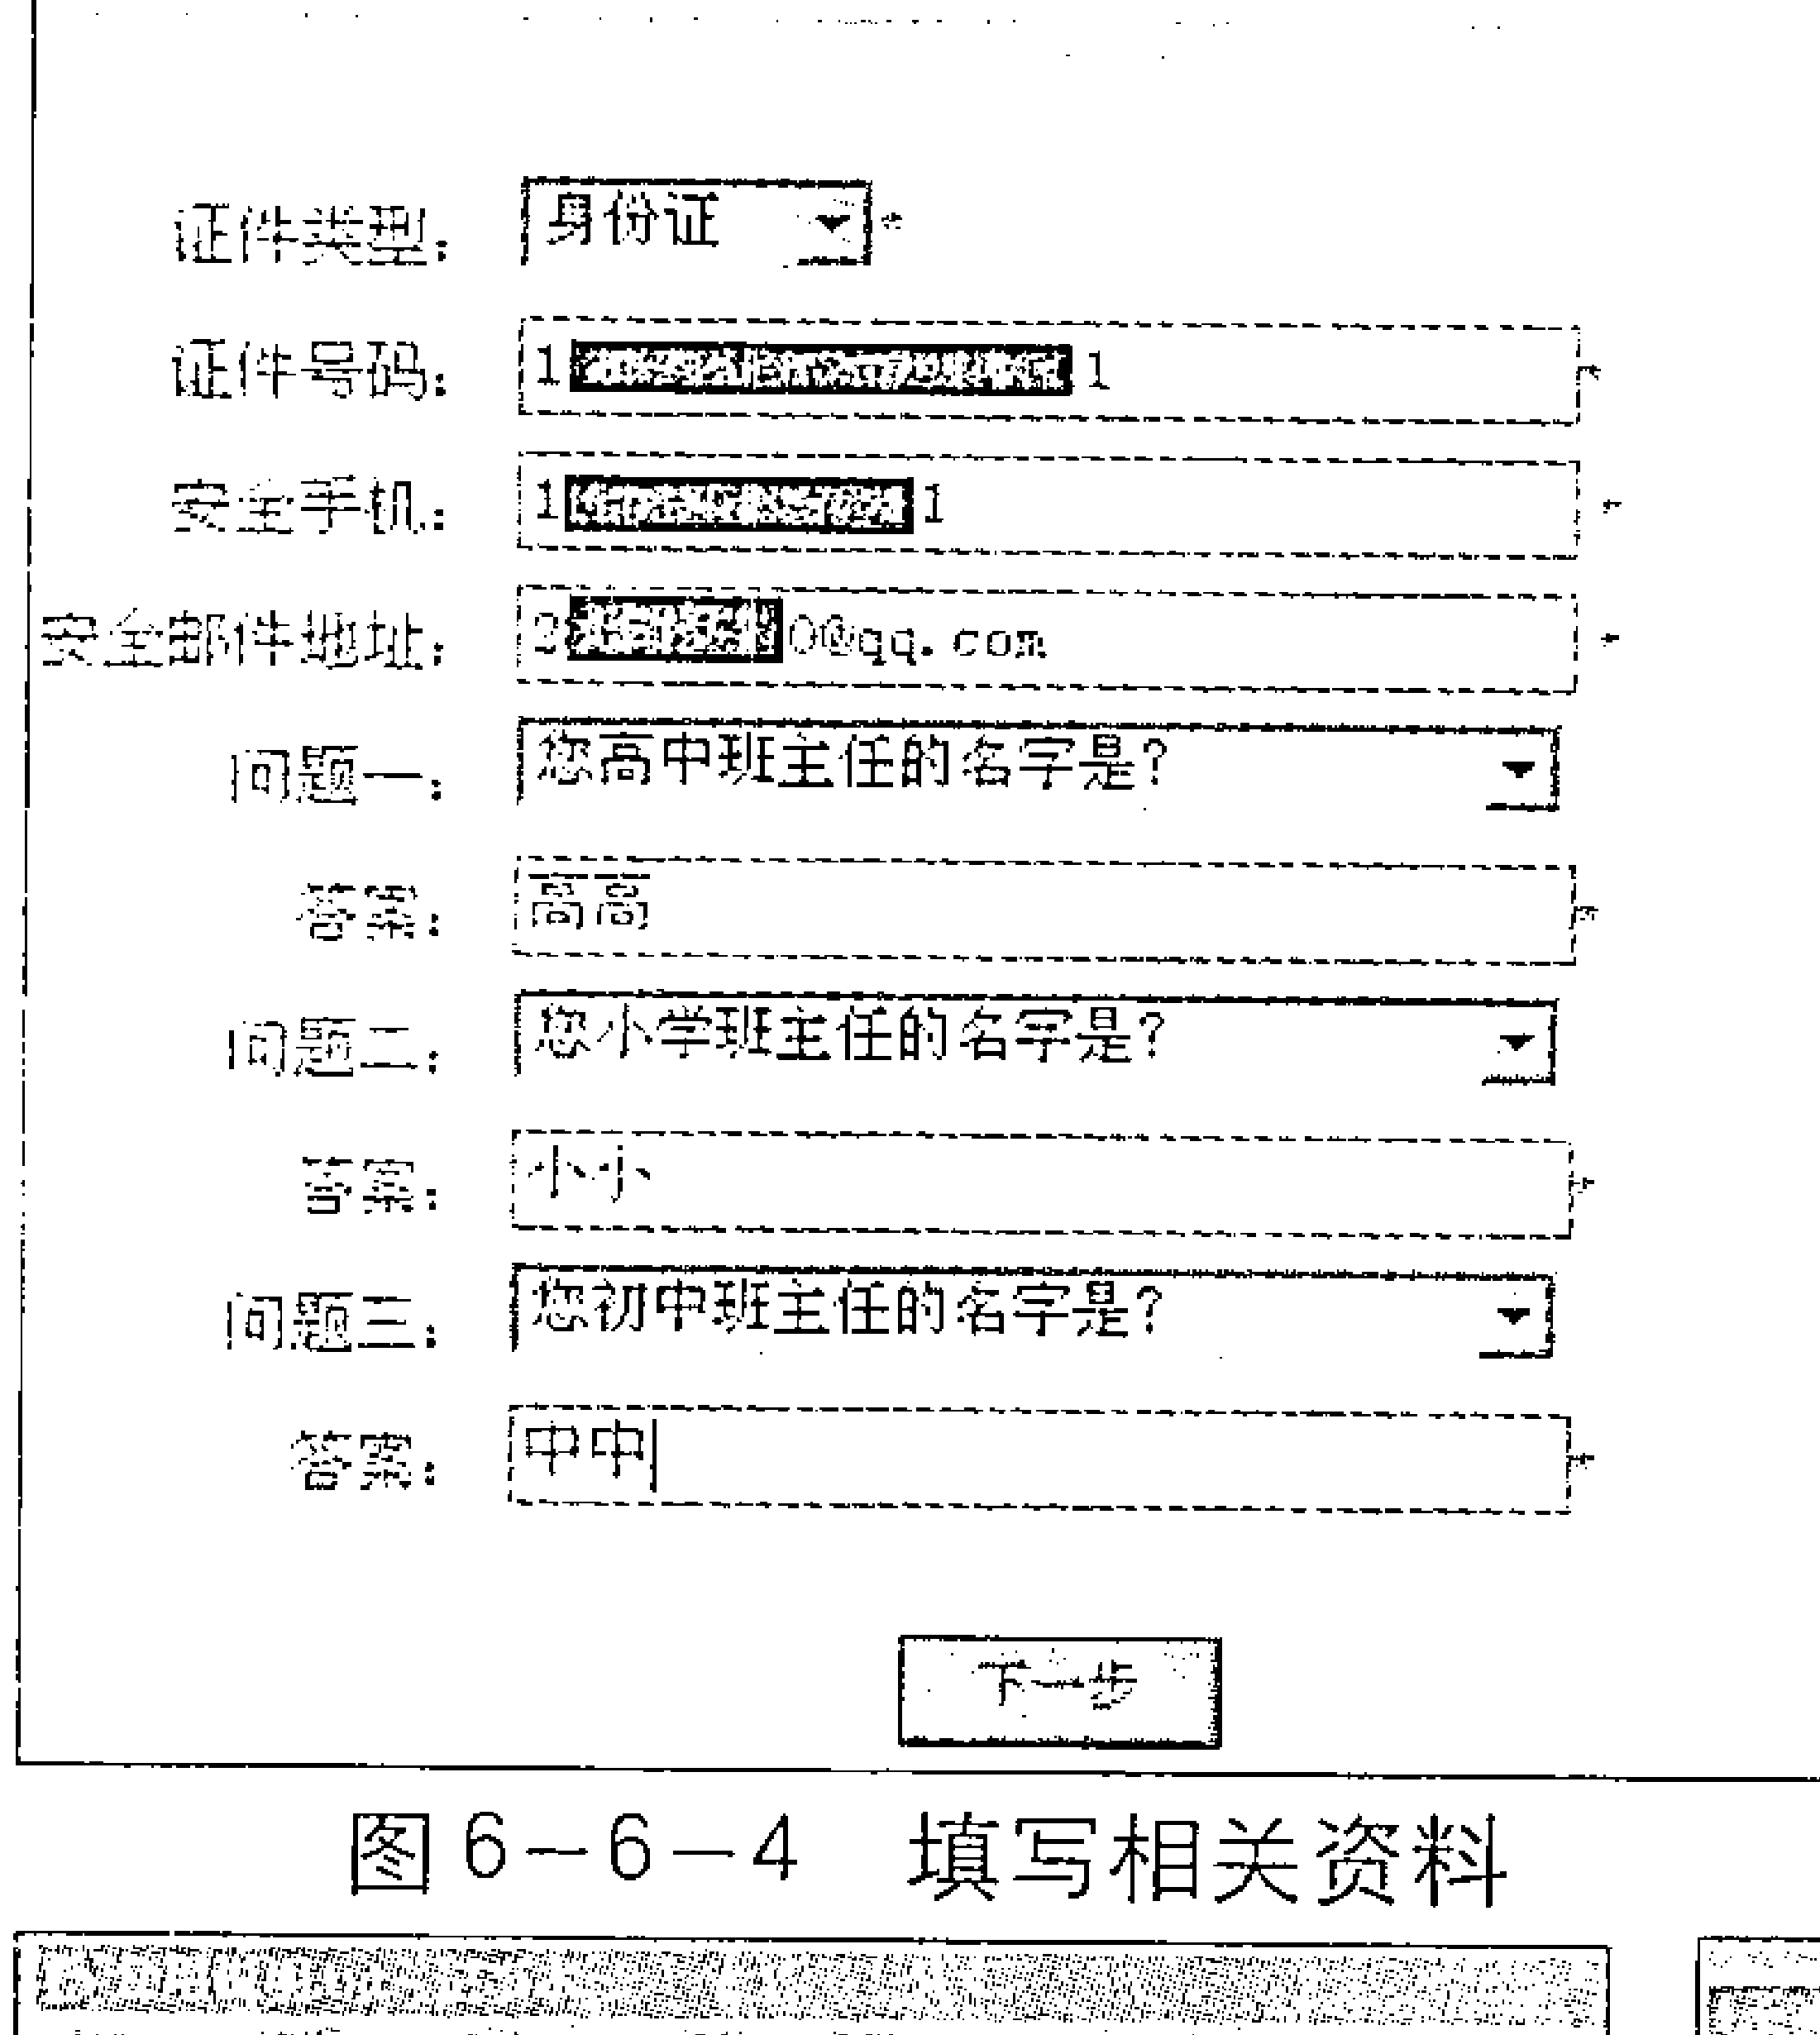 证件类型: 身份证 *
证件号码: 1 1 *
安全手机: 1 1 *
安全邮件地址: 0@qq.com *
问题一: 您高中班主任的名字是?
答案: 高高 *
问题二: 您小学班主任的名字是?
答案: 小小 *
问题三: 您初中班主任的名字是?
答案: 中中 *
下一步
图6-6-4 填写相关资料